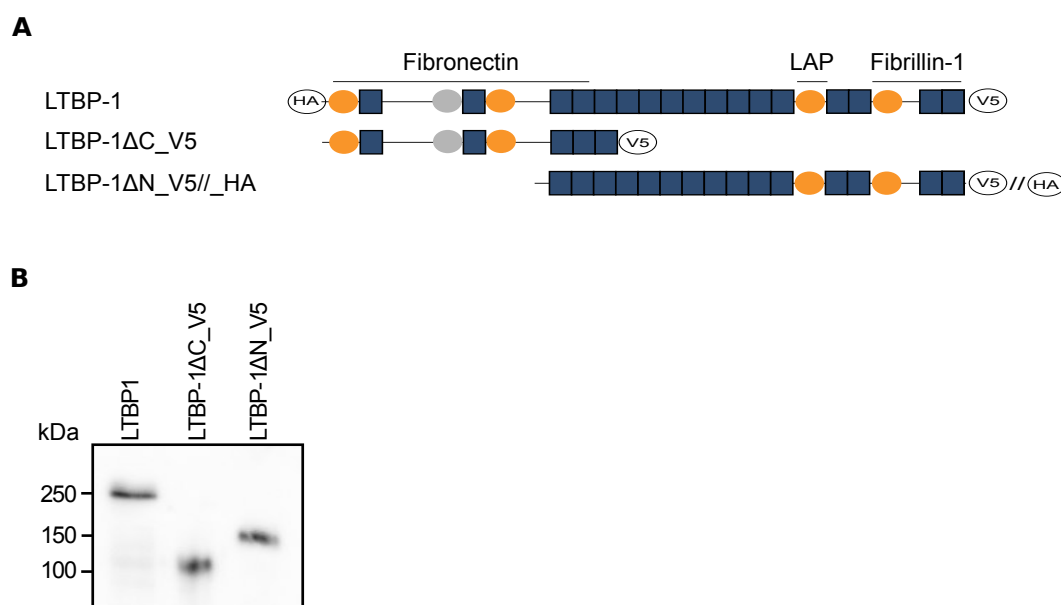 A
Fibronectin LAP Fibrillin-1
LTBP-1 HA V5
LTBP-1ΔC_V5 V5
LTBP-1ΔN_V5//_HA V5 // HA
B
LTBP1 LTBP-1ΔC_V5 LTBP-1ΔN_V5
kDa
250
150
100